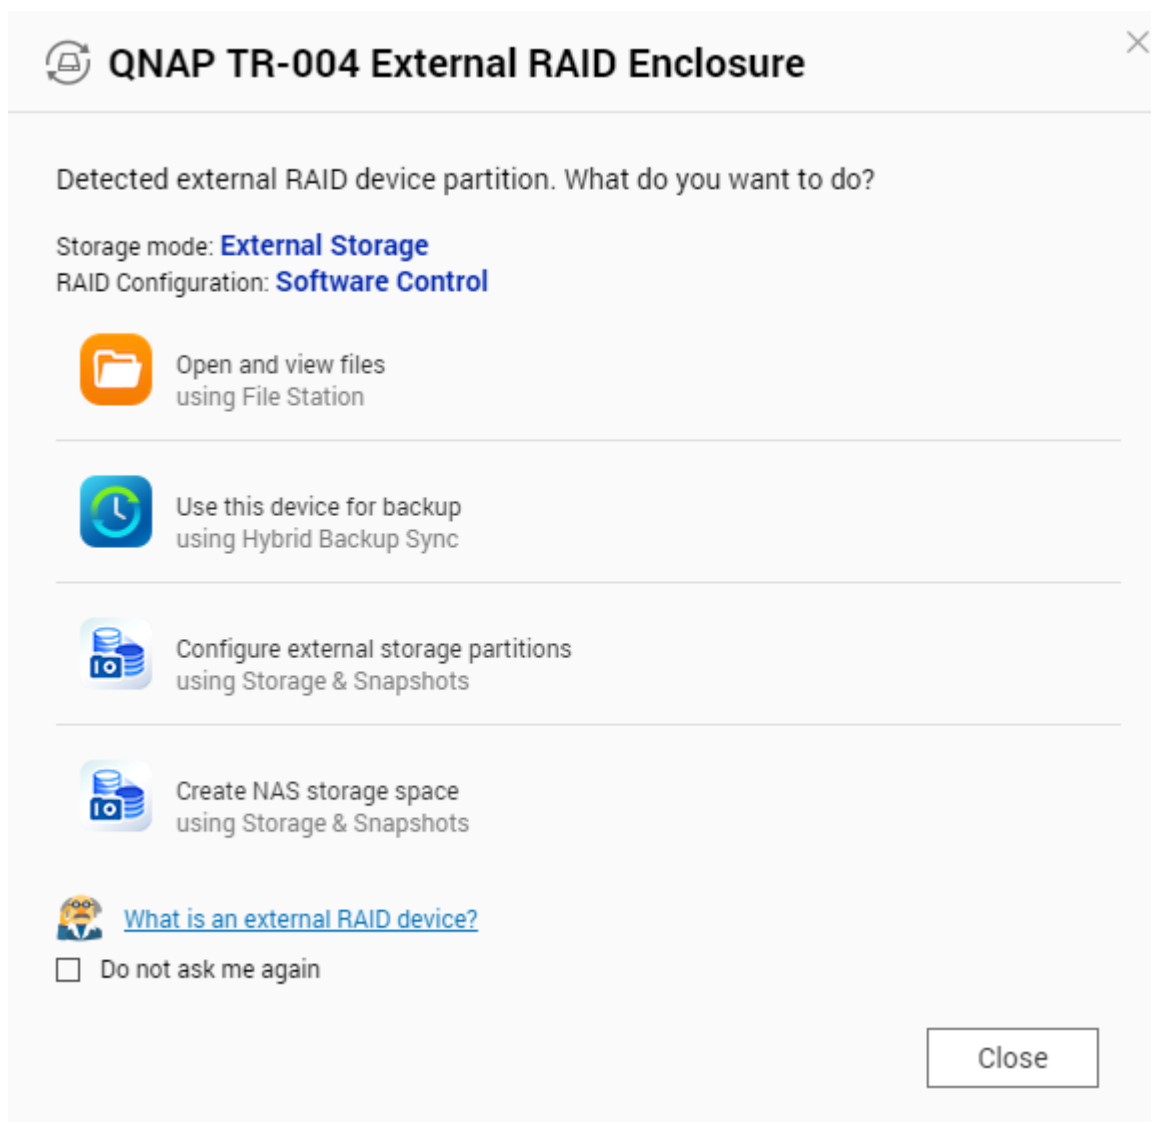 QNAP TR-004 External RAID Enclosure
Detected external RAID device partition. What do you want to do?
Storage mode: External Storage
RAID Configuration: Software Control
Open and view files
using File Station
Use this device for backup
using Hybrid Backup Sync
Configure external storage partitions
using Storage & Snapshots
Create NAS storage space
using Storage & Snapshots
What is an external RAID device?
Do not ask me again
Close